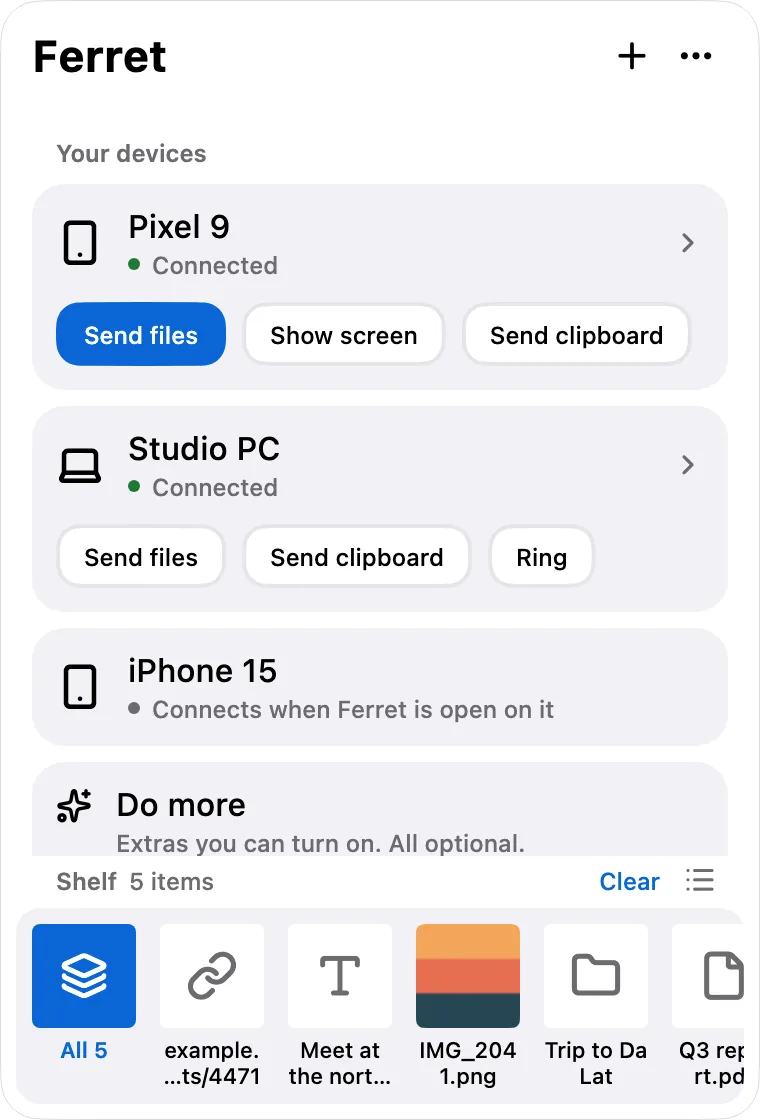 Ferret
Your devices
Pixel 9
Connected
Send files
Show screen
Send clipboard
Studio PC
Connected
Send files
Send clipboard
Ring
iPhone 15
Connects when Ferret is open on it
Do more
Extras you can turn on. All optional.
Shelf 5 items
Clear
All 5
example.
...ts/4471
Meet at
the nort...
IMG_204
1.png
Trip to Da
Lat
Q3 rep
rt.pd